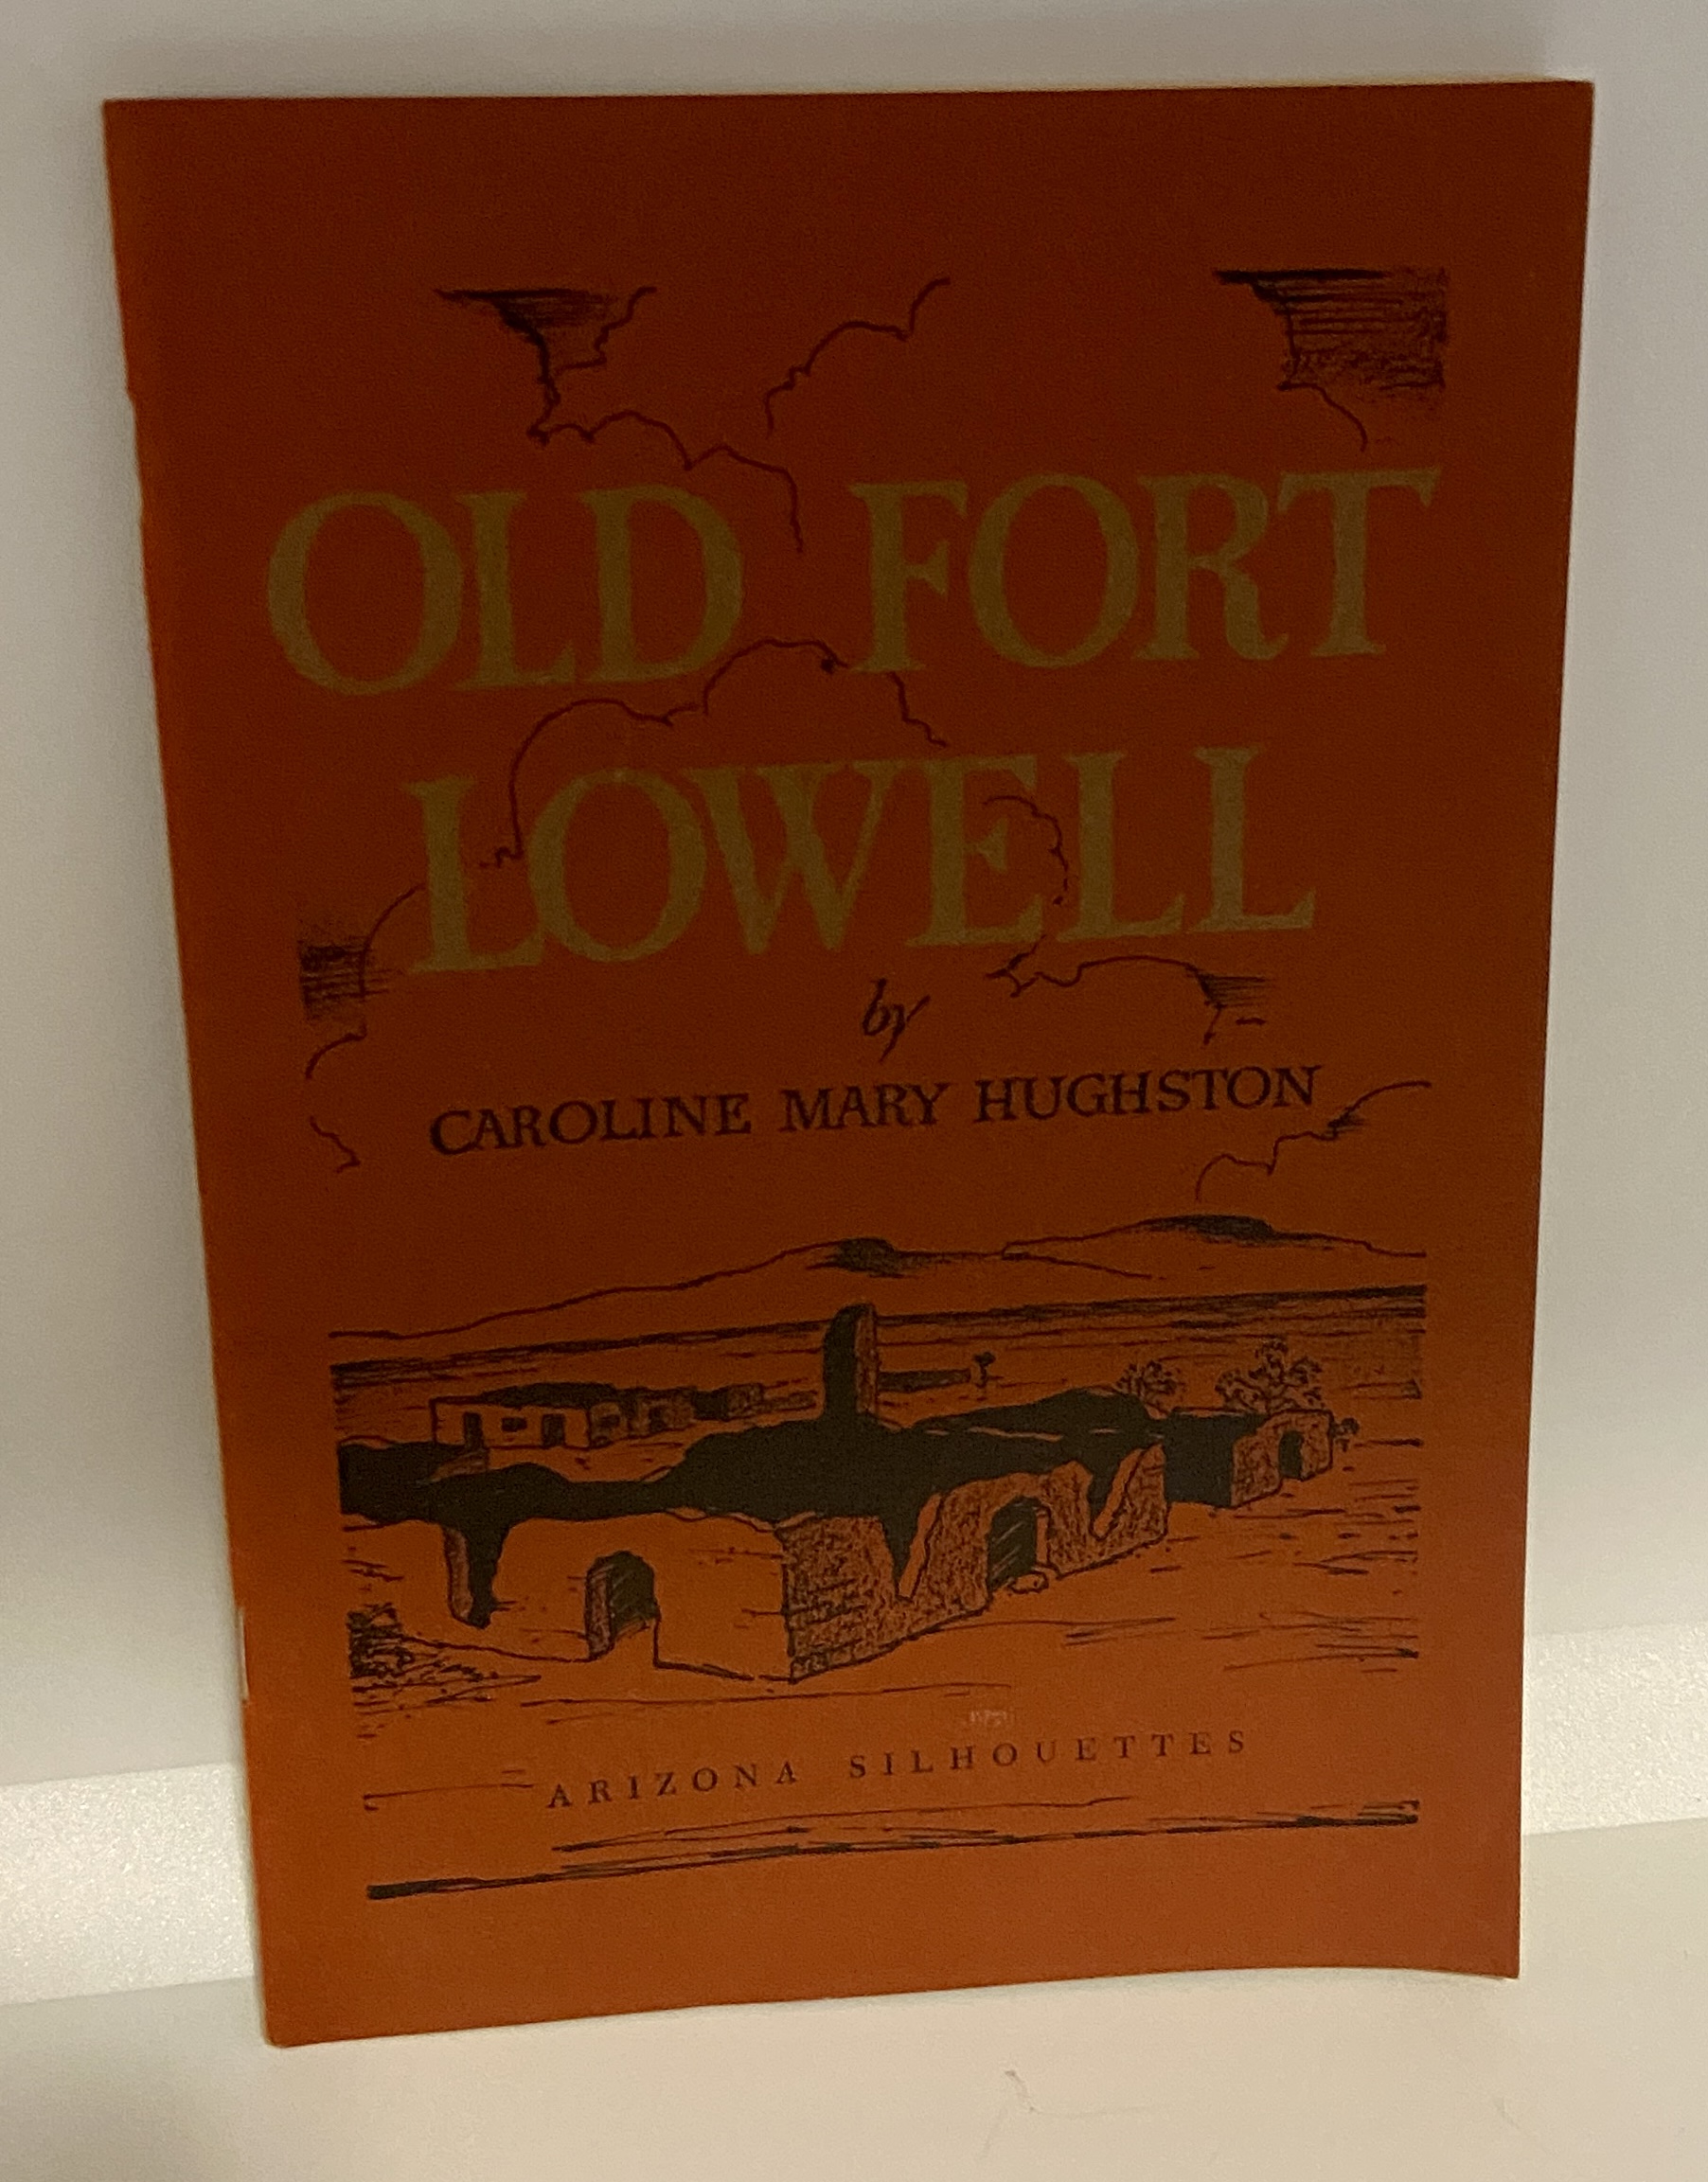 OLD FORT
LOWELL
by
CAROLINE MARY HUGHSTON
ARIZONA SILHOUETTES